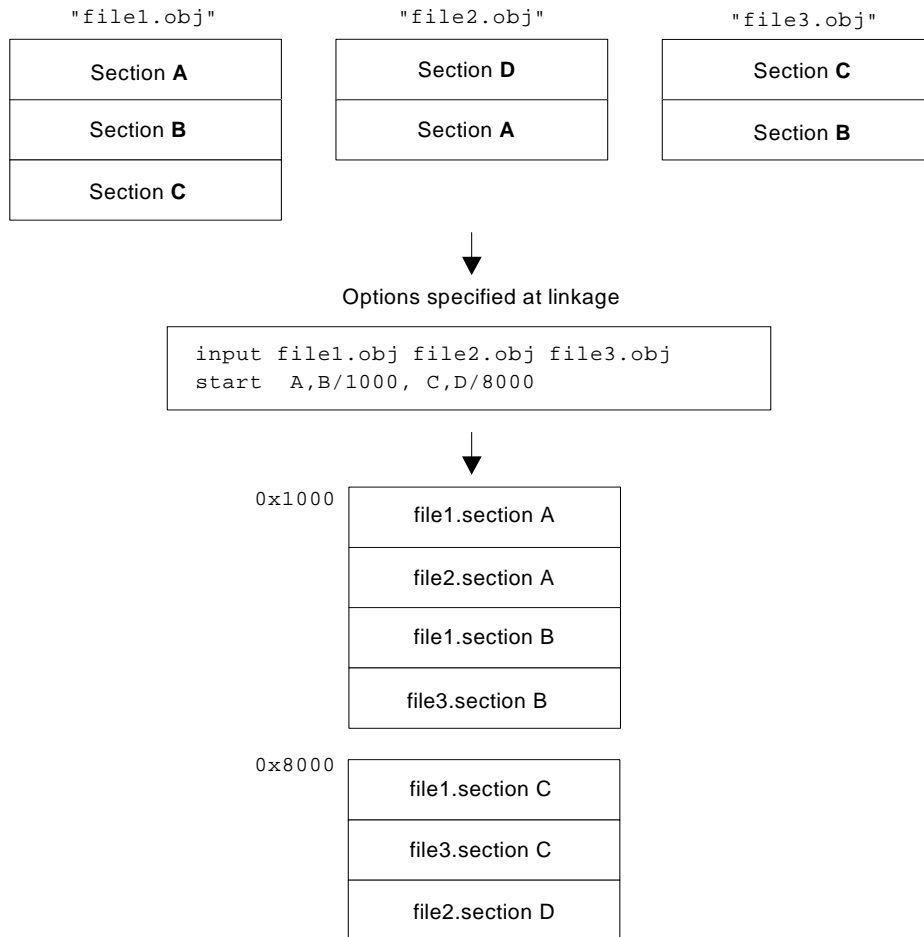 "file1.obj"
"file2.obj"
"file3.obj"
Section A
Section B
Section C
Section D
Section A
Section C
Section B
Options specified at linkage
input file1.obj file2.obj file3.obj
start  A,B/1000, C,D/8000
0x1000
file1.section A
file2.section A
file1.section B
file3.section B
0x8000
file1.section C
file3.section C
file2.section D